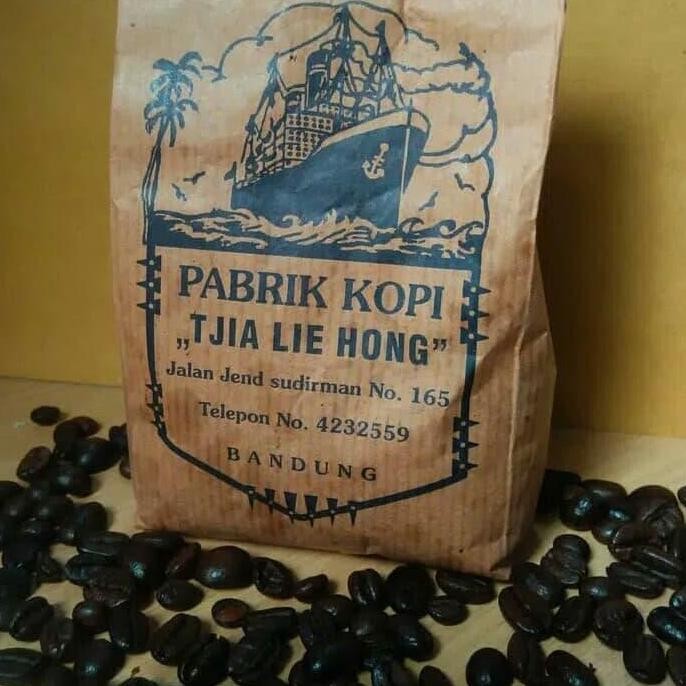 PABRIK KOPI
„TJIA LIE HONG”
Jalan Jend sudirman No. 165
Telepon No. 4232559
BANDUNG